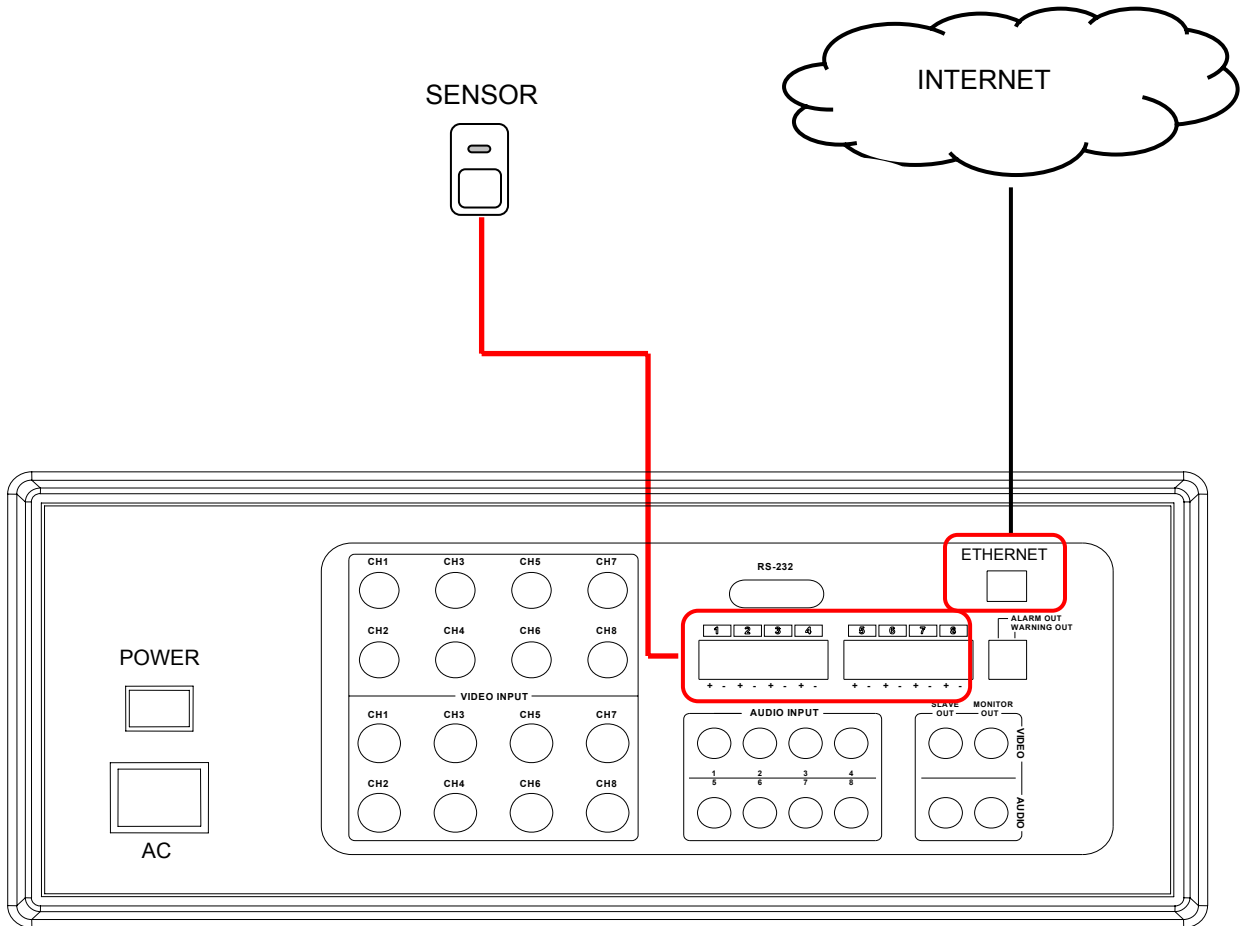 INTERNET
SENSOR
ETHERNET
CH1 CH3 CH5 CH7
RS-232
1 2 3 4 5 6 7 8
ALARM OUT
WARNING OUT
CH2 CH4 CH6 CH8
POWER
+ - + - + - + - + - + - + - + -
VIDEO INPUT
SLAVE OUT
MONITOR OUT
AUDIO INPUT
CH1 CH3 CH5 CH7
VIDEO
1 2 3 4
5 6 7 8
CH2 CH4 CH6 CH8
AUDIO
AC